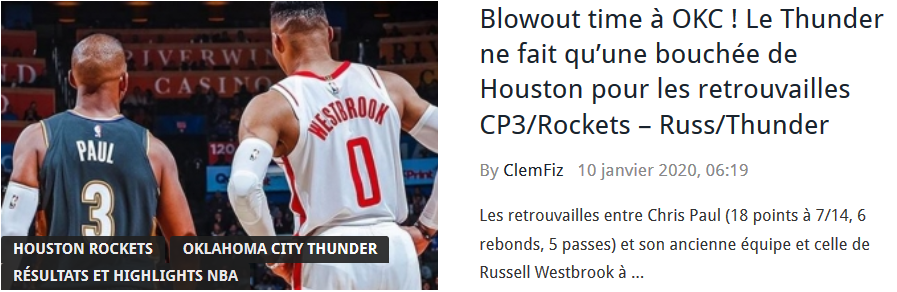 RIVERWIND
CASINO
WESTBROOK
0
PAUL
3
120
Sprint
HOUSTON ROCKETS
OKLAHOMA CITY THUNDER
RÉSULTATS ET HIGHLIGHTS NBA
Blowout time à OKC ! Le Thunder
ne fait qu’une bouchée de
Houston pour les retrouvailles
CP3/Rockets – Russ/Thunder
By ClemFiz 10 janvier 2020, 06:19
Les retrouvailles entre Chris Paul (18 points à 7/14, 6
rebonds, 5 passes) et son ancienne équipe et celle de
Russell Westbrook à ...